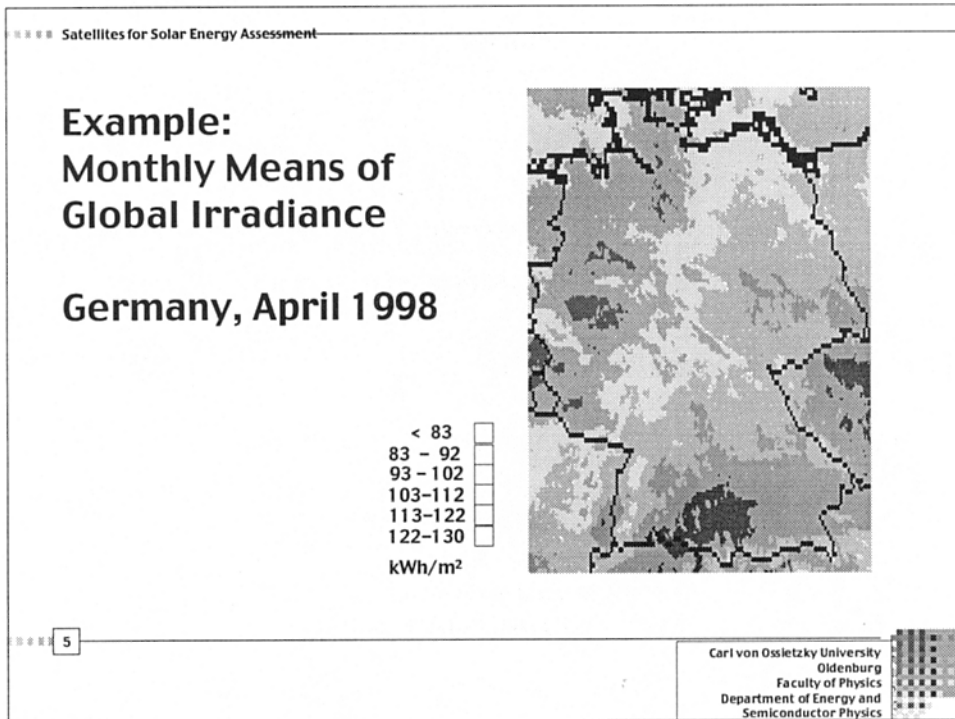 Satellites for Solar Energy Assessment
Example:
Monthly Means of
Global Irradiance
Germany, April 1998
< 83
83 – 92
93 – 102
103–112
113–122
122–130
kWh/m²
5
Carl von Ossietzky University
Oldenburg
Faculty of Physics
Department of Energy and
Semiconductor Physics